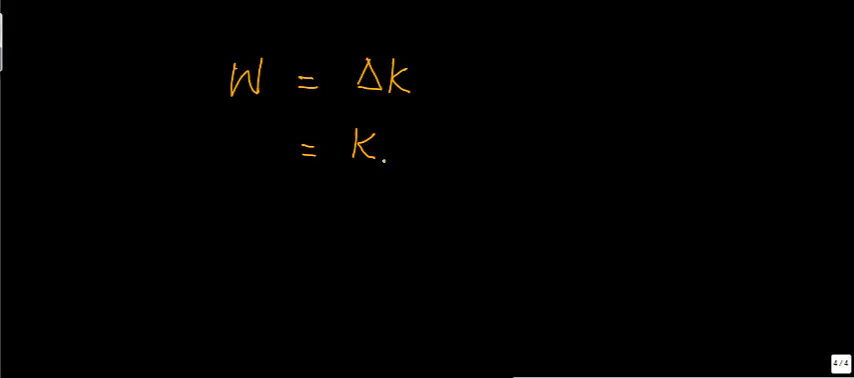 W = ΔK
= K
4/4